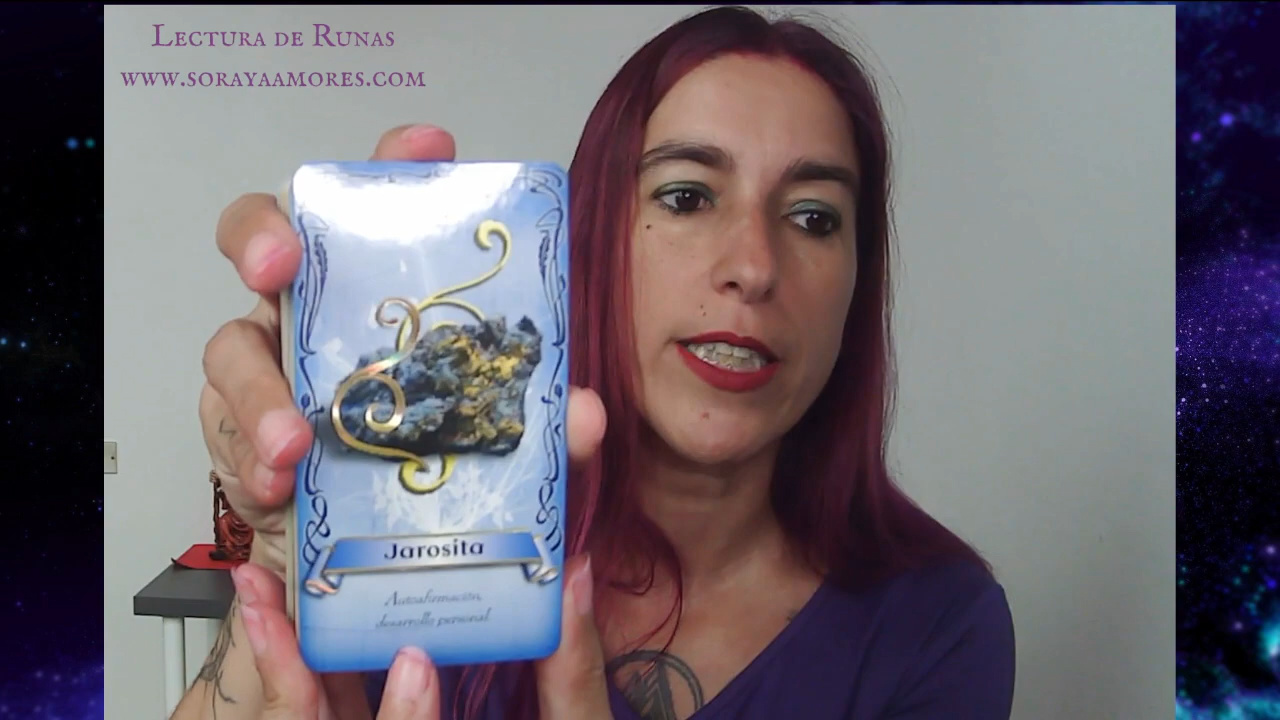 Lectura de Runas
www.sorayaamores.com
Jarosita
Autoafirmación,
desarrollo personal